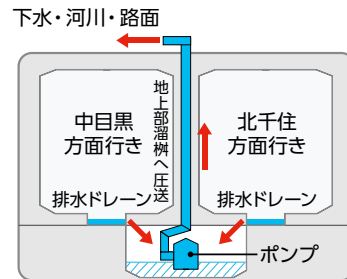 下水・河川・路面
中目黒
方面行き
地上部溜桝へ圧送
北千住
方面行き
排水ドレーン
排水ドレーン
ポンプ